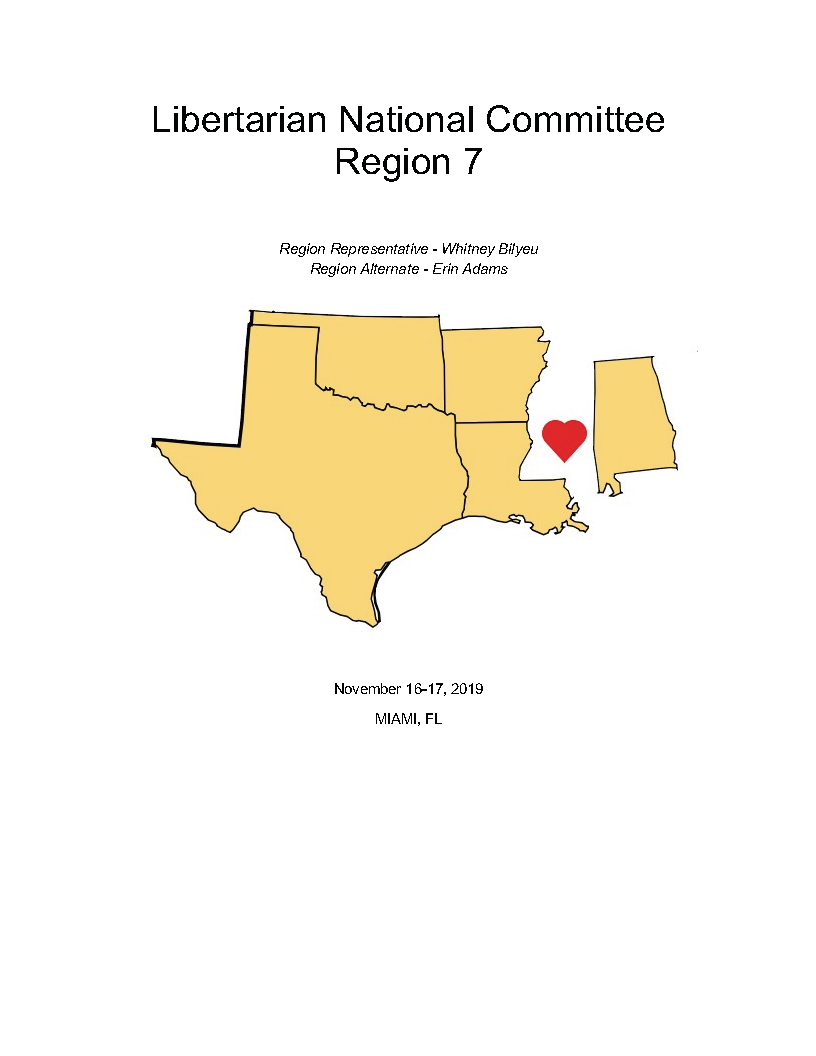 Libertarian National Committee
Region 7
Region Representative - Whitney Bilyeu
Region Alternate - Erin Adams
November 16-17, 2019
MIAMI, FL